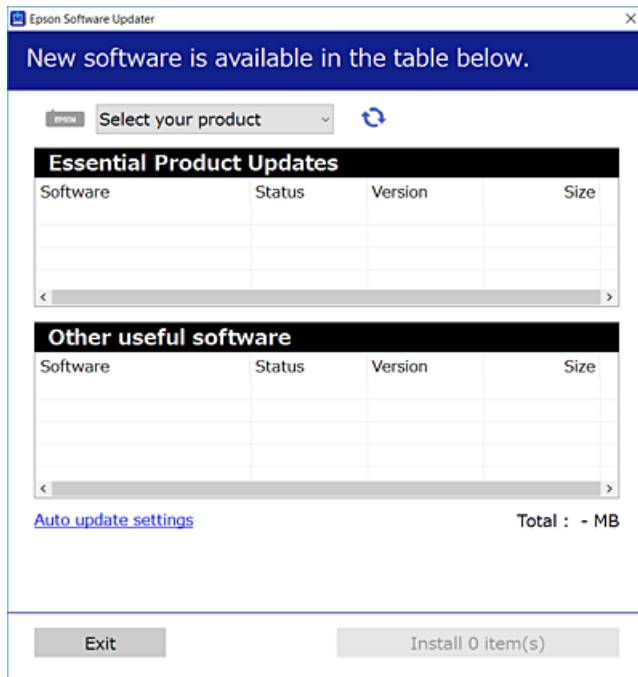 Epson Software Updater
New software is available in the table below.
EPSON Select your product
Essential Product Updates
Software Status Version Size
Other useful software
Software Status Version Size
Auto update settings Total : - MB
Exit Install 0 item(s)